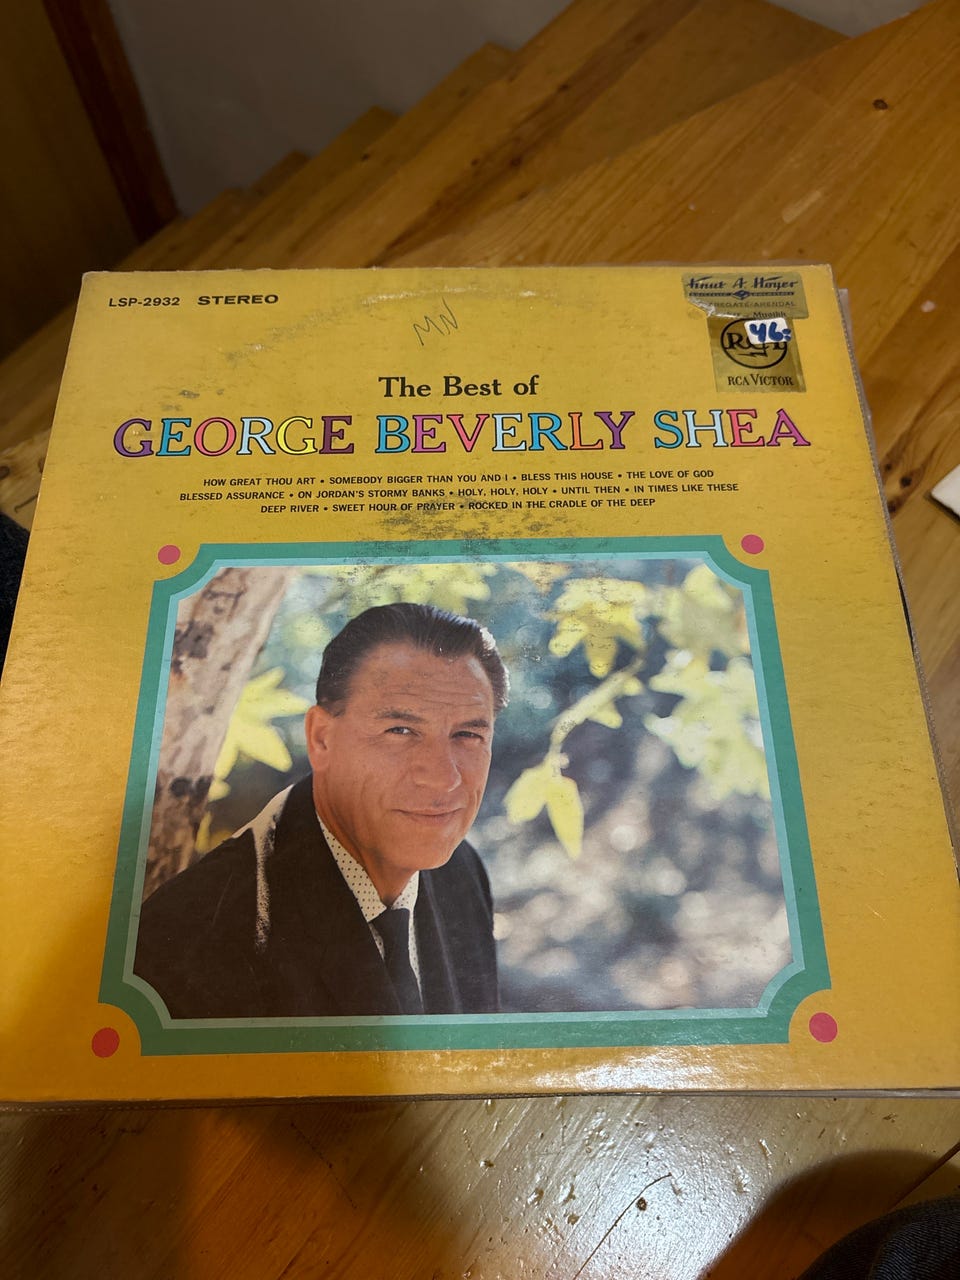 LSP-2932 STEREO
Knut A. Høyer
TREGATE-ARENDAL
Musikk
46:
RCA
RCA VICTOR
MN
The Best of
GEORGE BEVERLY SHEA
HOW GREAT THOU ART • SOMEBODY BIGGER THAN YOU AND I • BLESS THIS HOUSE • THE LOVE OF GOD
BLESSED ASSURANCE • ON JORDAN'S STORMY BANKS • HOLY, HOLY, HOLY • UNTIL THEN • IN TIMES LIKE THESE
DEEP RIVER • SWEET HOUR OF PRAYER • ROCKED IN THE CRADLE OF THE DEEP